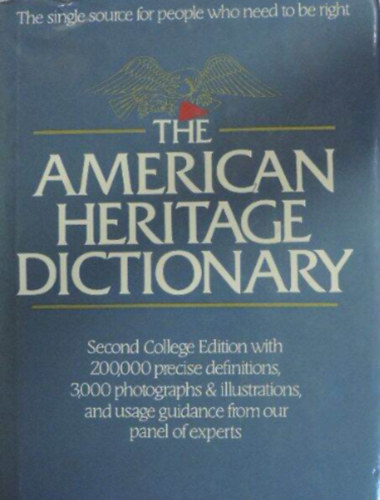 The single source for people who need to be right
THE
AMERICAN
HERITAGE
DICTIONARY
Second College Edition with
200,000 precise definitions,
3,000 photographs & illustrations,
and usage guidance from our
panel of experts